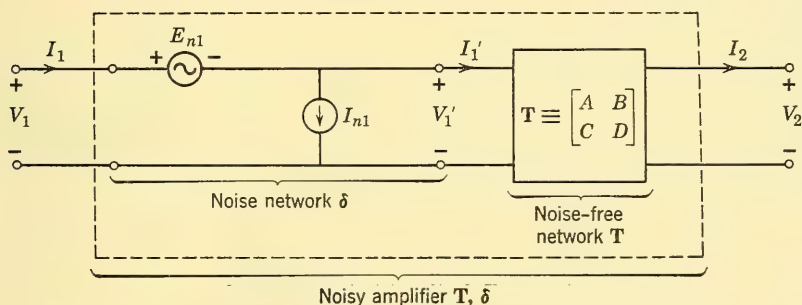 I₁
Eₙ₁
+ −
I₁′
I₂
+
V₁
−
Iₙ₁
+
V₁′
−
T ≡ [A B
C D]
+
V₂
−
Noise network δ
Noise-free
network T
Noisy amplifier T, δ